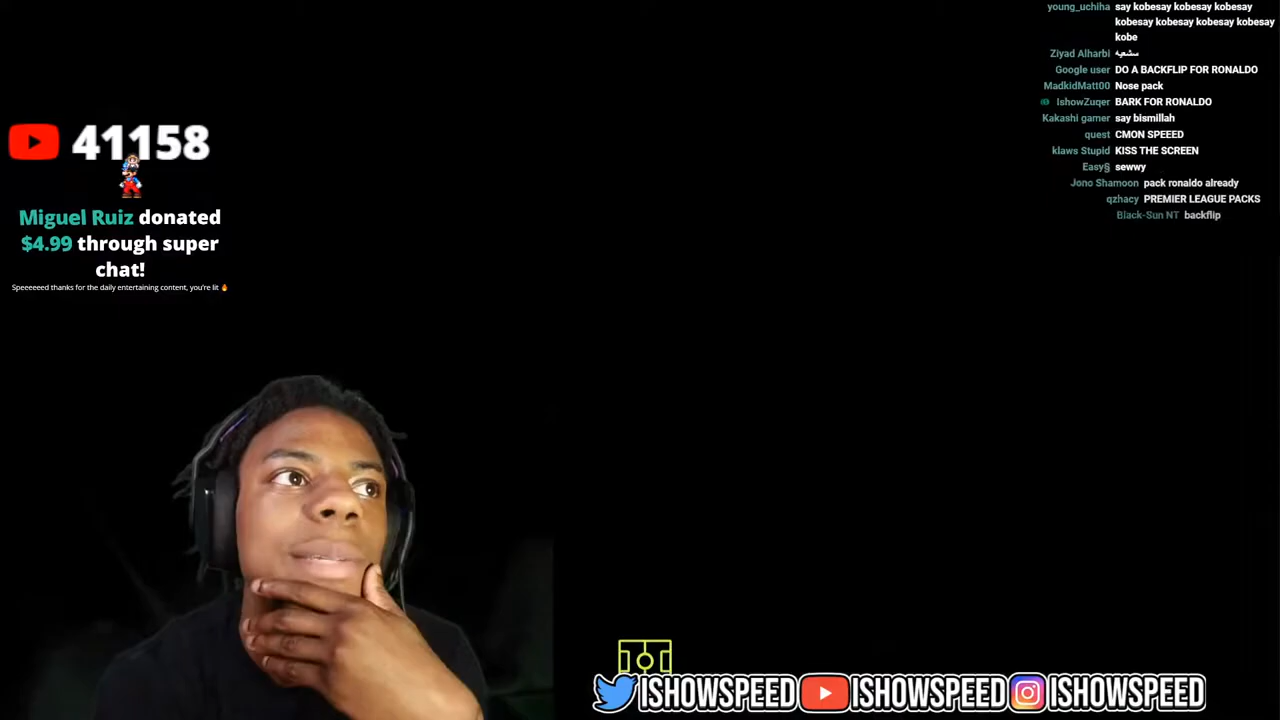 41158
Miguel Ruiz donated
$4.99 through super
chat!
Speeeeeed thanks for the daily entertaining content, you're lit 🔥
young_uchiha say kobesay kobesay kobesay
kobesay kobesay kobesay kobesay
kobe
Ziyad Alharbi
Google user DO A BACKFLIP FOR RONALDO
MadkidMatt00 Nose pack
IshowZuqer BARK FOR RONALDO
Kakashi gamer say bismillah
quest CMON SPEEED
klaws Stupid KISS THE SCREEN
Easy§ sewwy
Jono Shamoon pack ronaldo already
qzhacy PREMIER LEAGUE PACKS
Black-Sun NT backflip
ISHOWSPEED ISHOWSPEED ISHOWSPEED